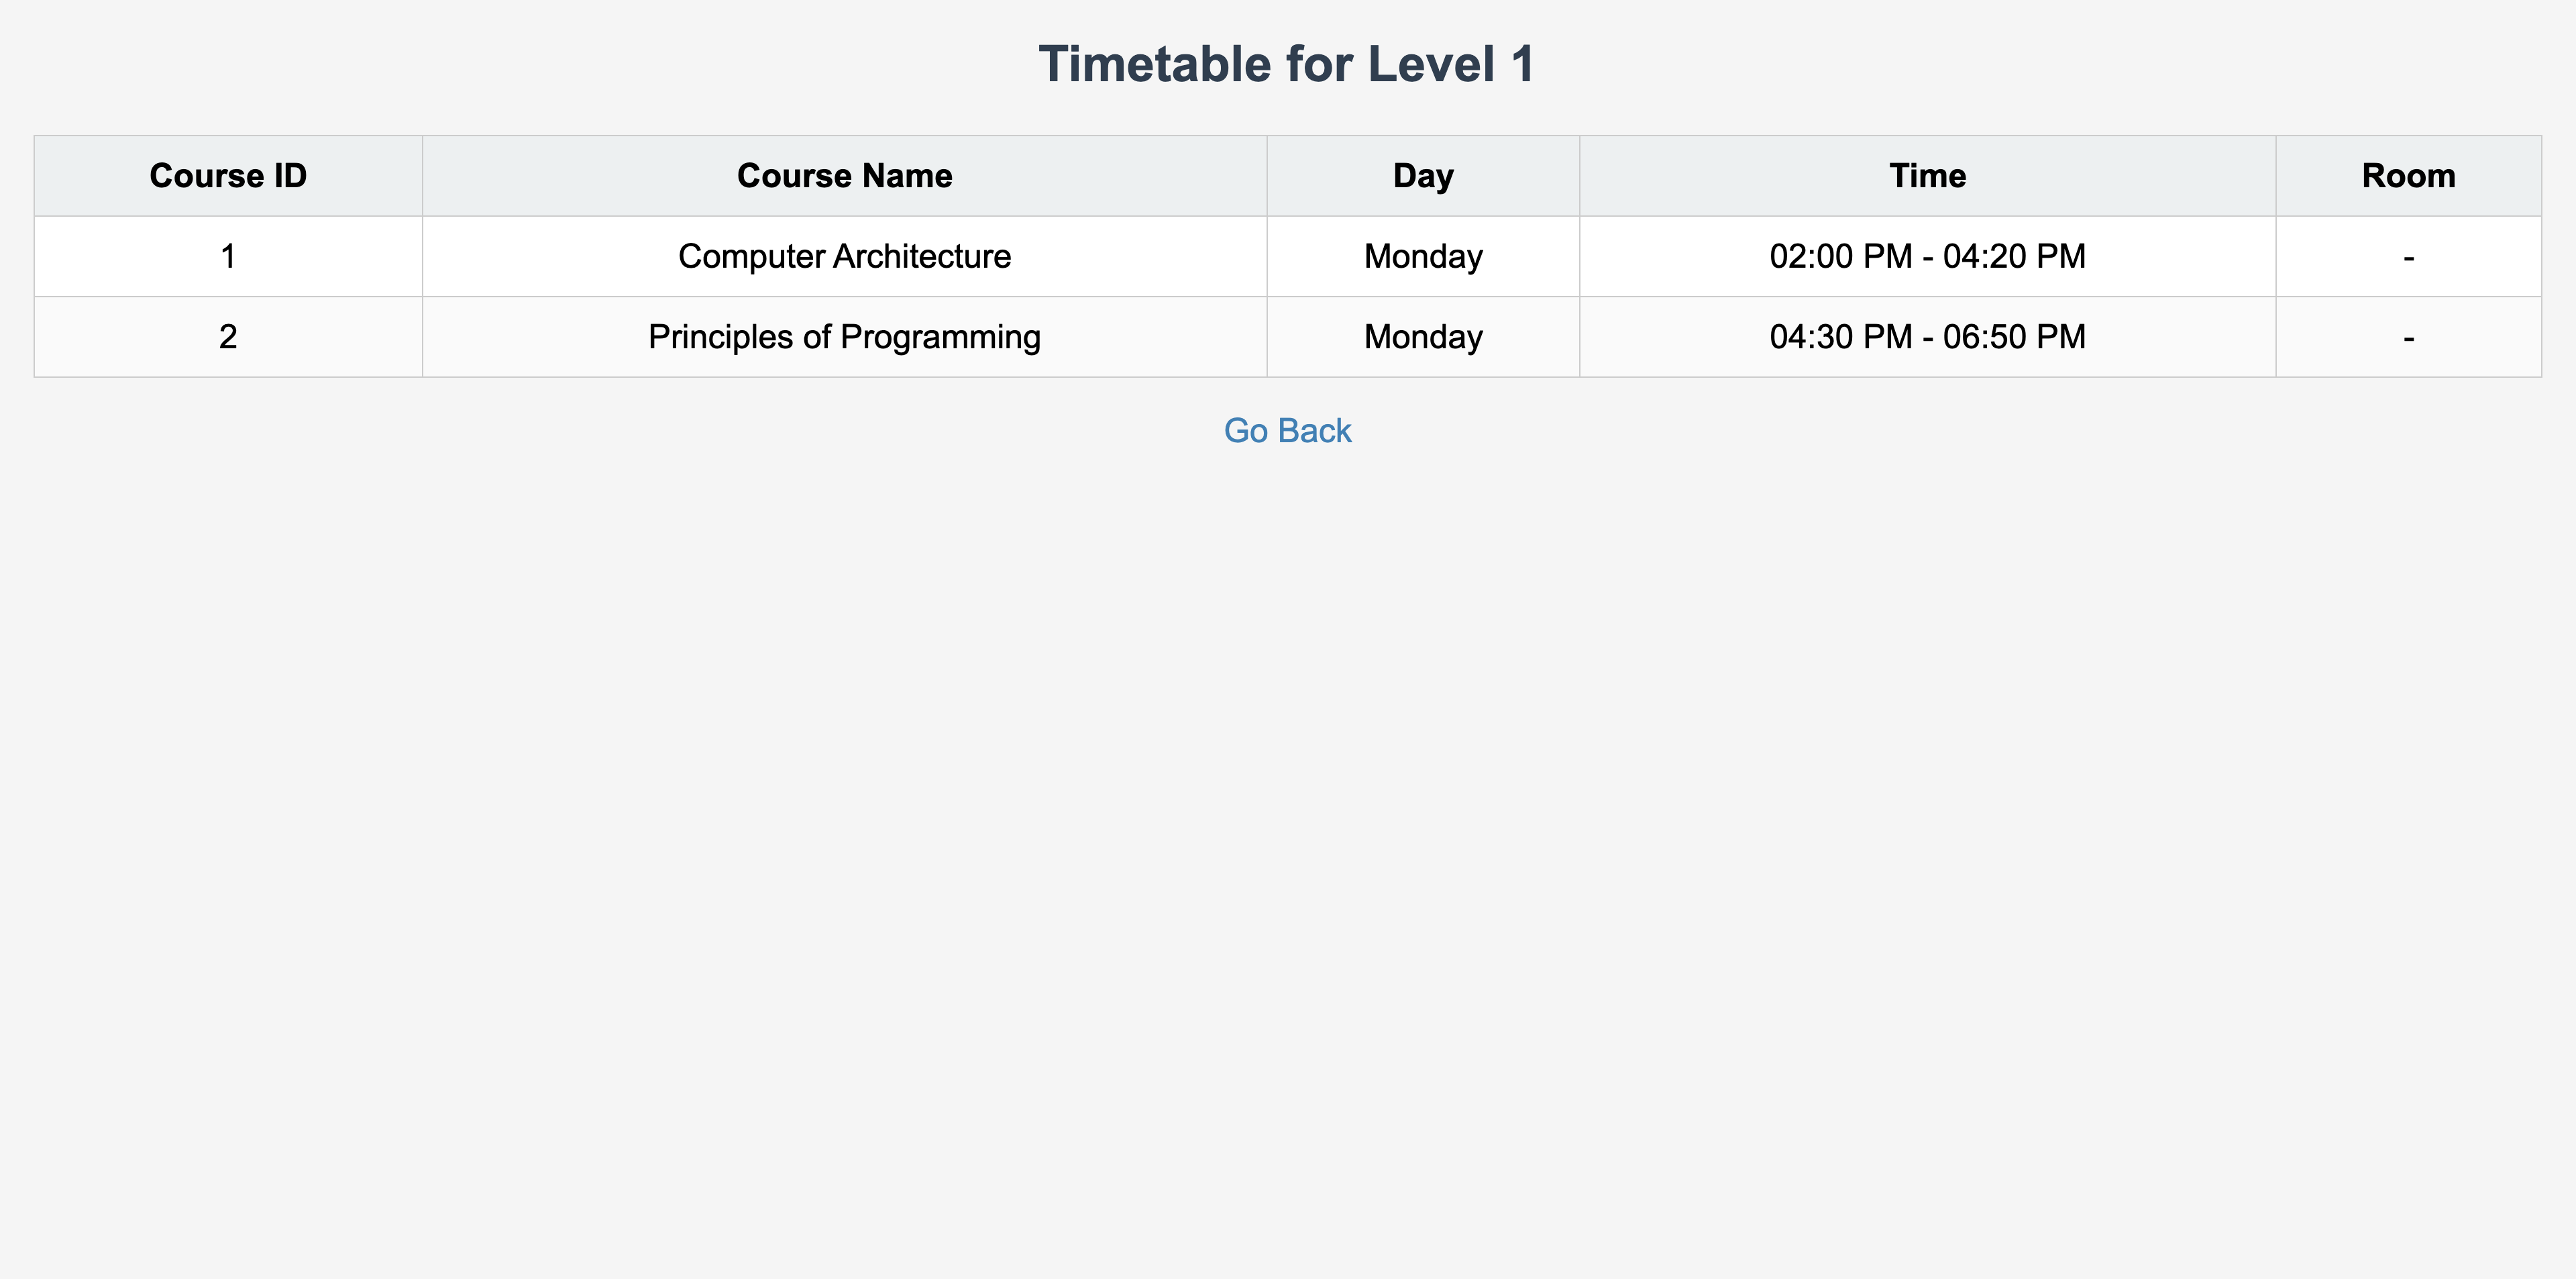 Timetable for Level 1
Course ID Course Name Day Time Room
1 Computer Architecture Monday 02:00 PM - 04:20 PM -
2 Principles of Programming Monday 04:30 PM - 06:50 PM -
Go Back